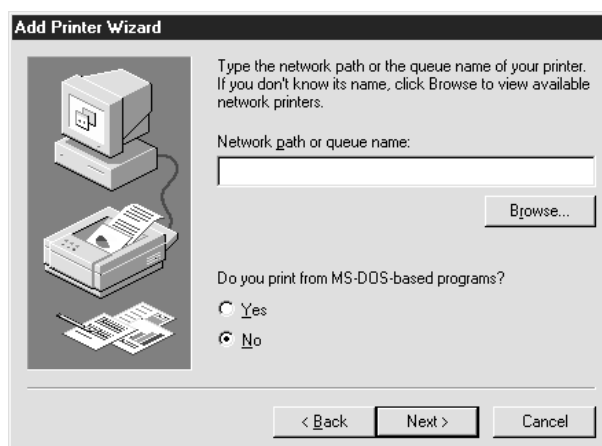 Add Printer Wizard
Type the network path or the queue name of your printer.
If you don't know its name, click Browse to view available
network printers.
Network path or queue name:
Browse...
Do you print from MS-DOS-based programs?
Yes
No
< Back
Next >
Cancel